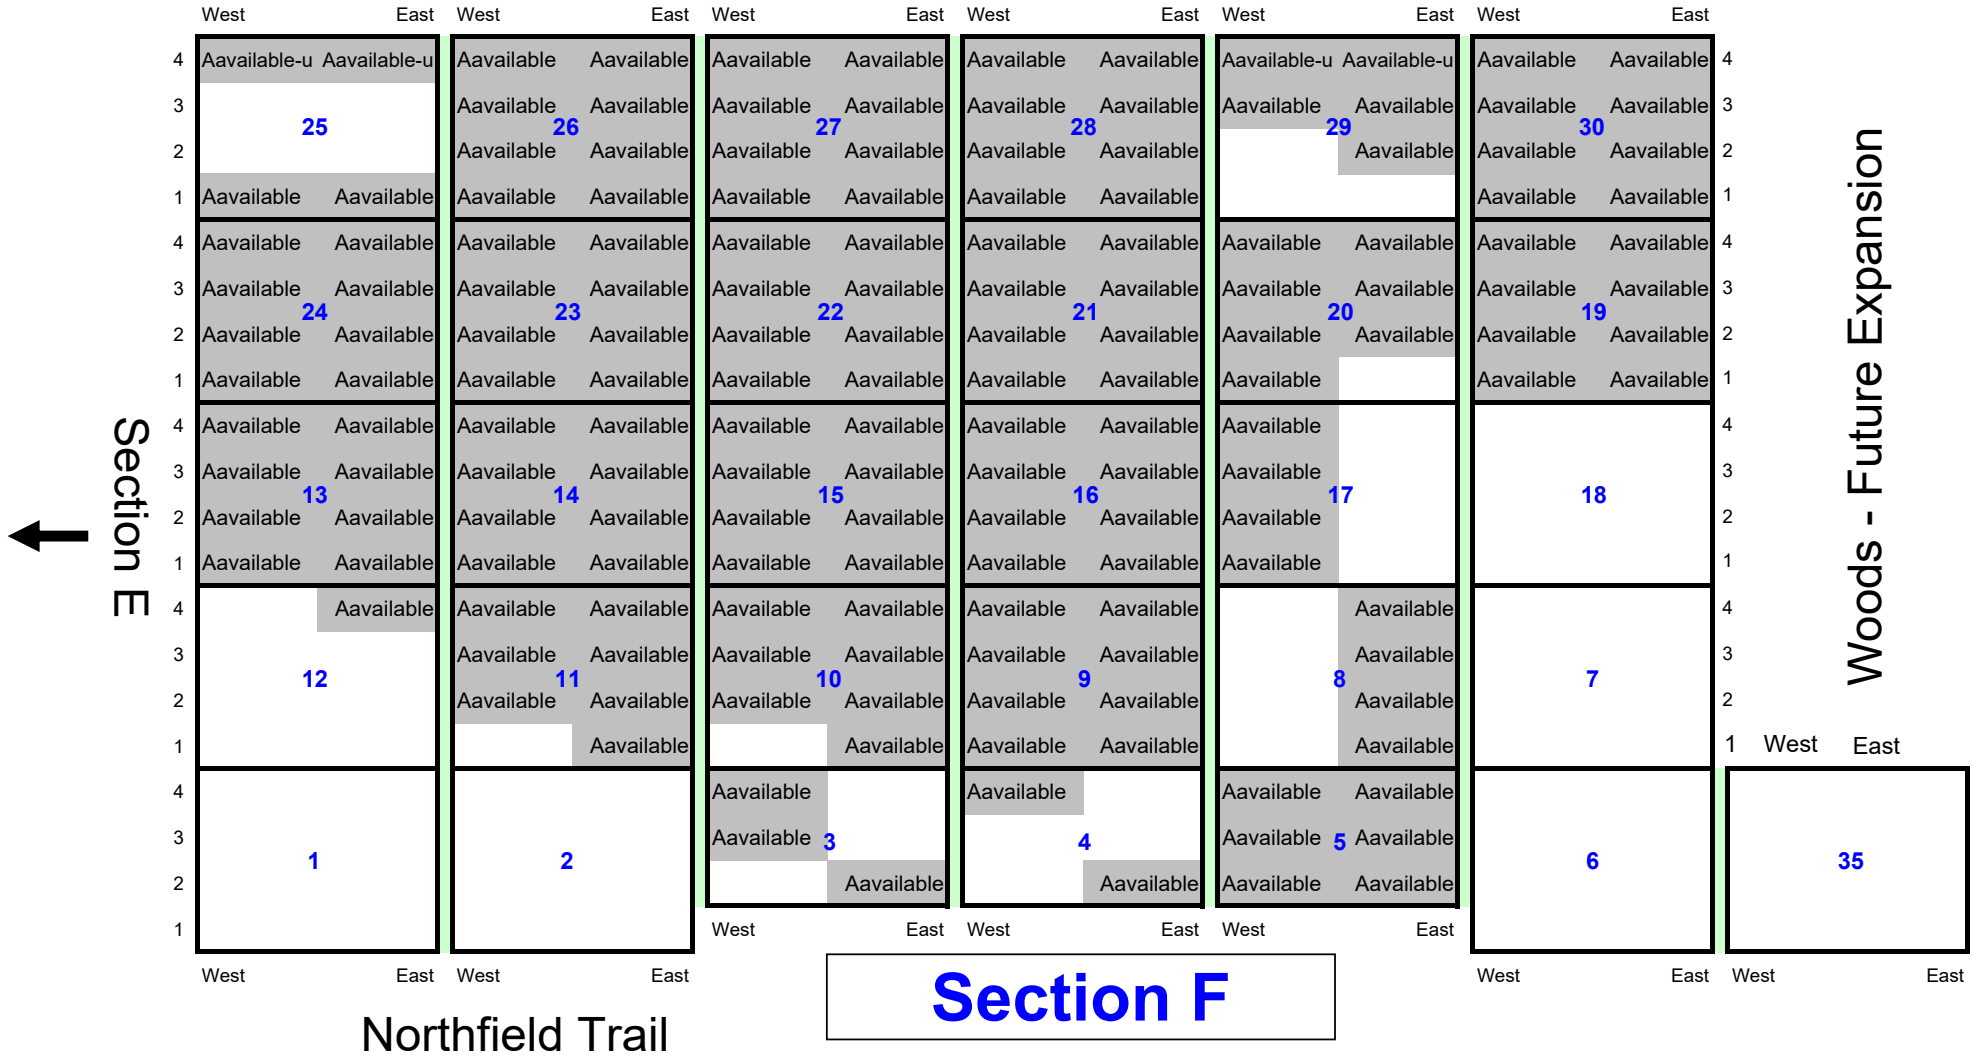 West East West East West East West East West East West East
4 Aavailable-u Aavailable-u Aavailable Aavailable Aavailable Aavailable Aavailable Aavailable Aavailable-u Aavailable-u Aavailable Aavailable 4
3 Aavailable Aavailable Aavailable Aavailable Aavailable Aavailable Aavailable Aavailable Aavailable Aavailable 3
25 26 27 28 29 30
2 Aavailable Aavailable Aavailable Aavailable Aavailable Aavailable Aavailable Aavailable Aavailable 2
1 Aavailable Aavailable Aavailable Aavailable Aavailable Aavailable Aavailable Aavailable Aavailable Aavailable 1
4 Aavailable Aavailable Aavailable Aavailable Aavailable Aavailable Aavailable Aavailable Aavailable Aavailable Aavailable Aavailable 4
3 Aavailable Aavailable Aavailable Aavailable Aavailable Aavailable Aavailable Aavailable Aavailable Aavailable Aavailable Aavailable 3
24 23 22 21 20 19
2 Aavailable Aavailable Aavailable Aavailable Aavailable Aavailable Aavailable Aavailable Aavailable Aavailable Aavailable Aavailable 2
1 Aavailable Aavailable Aavailable Aavailable Aavailable Aavailable Aavailable Aavailable Aavailable Aavailable Aavailable 1
4 Aavailable Aavailable Aavailable Aavailable Aavailable Aavailable Aavailable Aavailable Aavailable 4
3 Aavailable Aavailable Aavailable Aavailable Aavailable Aavailable Aavailable Aavailable Aavailable 3
13 14 15 16 17 18
2 Aavailable Aavailable Aavailable Aavailable Aavailable Aavailable Aavailable Aavailable Aavailable 2
1 Aavailable Aavailable Aavailable Aavailable Aavailable Aavailable Aavailable Aavailable Aavailable 1
Section E
Woods - Future Expansion
4 Aavailable Aavailable Aavailable Aavailable Aavailable Aavailable Aavailable Aavailable 4
3 Aavailable Aavailable Aavailable Aavailable Aavailable Aavailable Aavailable 3
12 11 10 9 8 7
2 Aavailable Aavailable Aavailable Aavailable Aavailable Aavailable Aavailable 2
1 Aavailable Aavailable Aavailable Aavailable Aavailable 1 West East
4 Aavailable Aavailable Aavailable Aavailable
3 Aavailable 3 4 Aavailable 5 Aavailable
1 2 6 35
2 Aavailable Aavailable Aavailable Aavailable
1 West East West East West East
West East West East West East West East
Section F
Northfield Trail